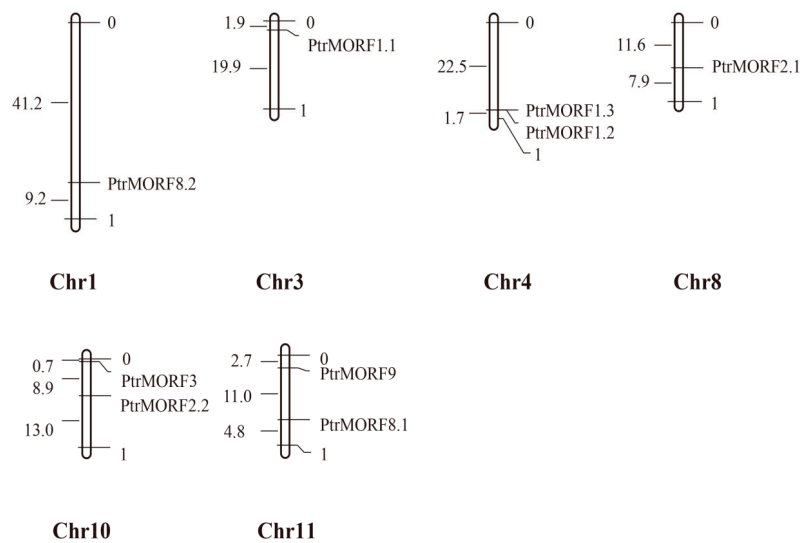 0
41.2
PtrMORF8.2
9.2
1
Chr1
0
1.9
PtrMORF1.1
19.9
1
Chr3
0
22.5
PtrMORF1.3
1.7
PtrMORF1.2
1
Chr4
0
11.6
PtrMORF2.1
7.9
1
Chr8
0
0.7
PtrMORF3
8.9
PtrMORF2.2
13.0
1
Chr10
0
2.7
PtrMORF9
11.0
PtrMORF8.1
4.8
1
Chr11